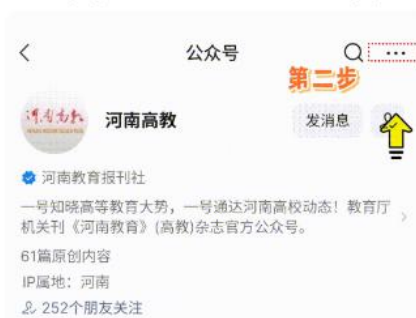 公众号
第二步
河南高教
河南高教
发消息
河南教育报刊社
一号知晓高等教育大势，一号通达河南高校动态！教育厅
机关刊《河南教育》(高教)杂志官方公众号。
61篇原创内容
IP属地：河南
252个朋友关注